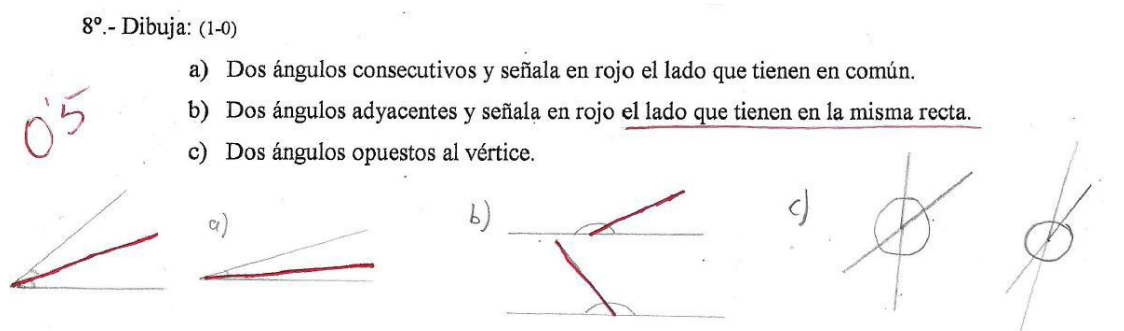 8º.- Dibuja: (1-0)
a) Dos ángulos consecutivos y señala en rojo el lado que tienen en común.
b) Dos ángulos adyacentes y señala en rojo el lado que tienen en la misma recta.
c) Dos ángulos opuestos al vértice.
0'5
a)
b)
c)